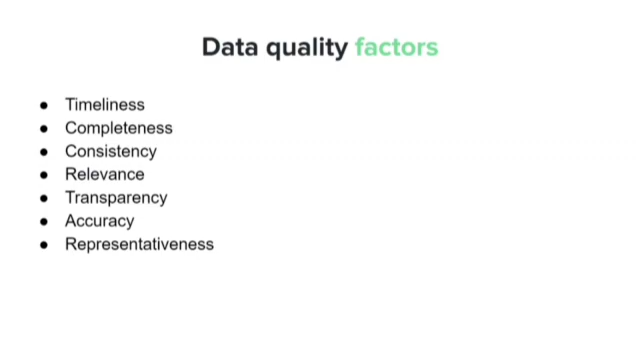 Data quality factors
● Timeliness
● Completeness
● Consistency
● Relevance
● Transparency
● Accuracy
● Representativeness